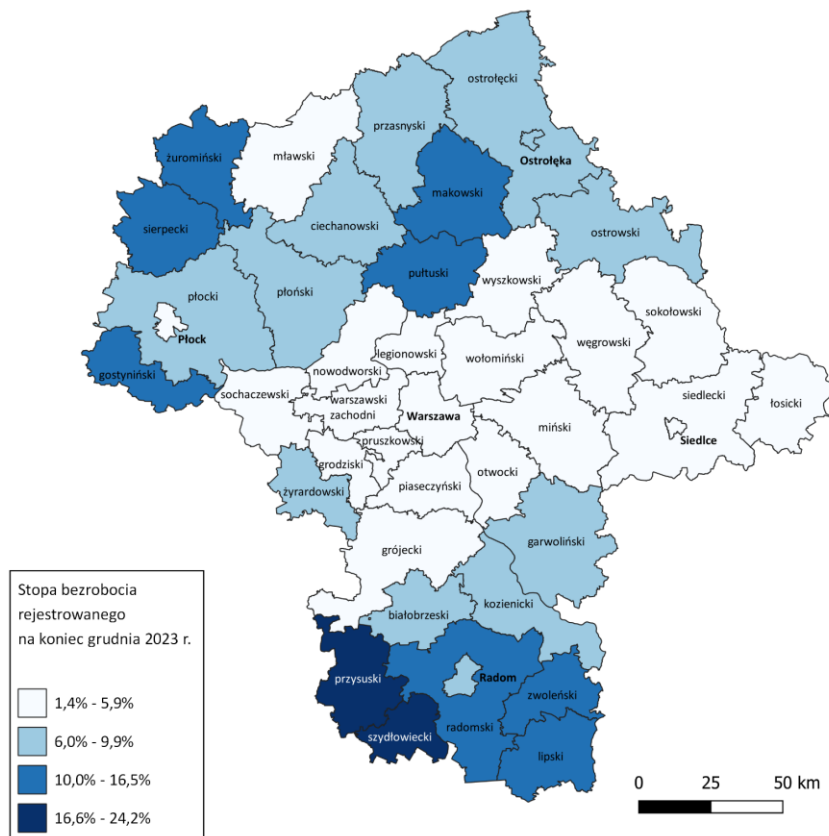 ostrołęcki
przasnyski
żuromiński
mławski
Ostrołęka
makowski
ciechanowski
sierpecki
ostrowski
pułtuski
wyszkowski
płocki
płoński
sokołowski
Płock
węgrowski
legionowski
wołomiński
gostyniński
nowodworski
siedlecki
sochaczewski
warszawski
zachodni
Warszawa
łosicki
miński
Siedlce
pruszkowski
grodziski
otwocki
piaseczyński
żyrardowski
garwoliński
grójecki
kozienicki
białobrzeski
Radom
przysuski
zwoleński
radomski
szydłowiecki
lipski
Stopa bezrobocia
rejestrowanego
na koniec grudnia 2023 r.
1,4% - 5,9%
6,0% - 9,9%
10,0% - 16,5%
16,6% - 24,2%
0 25 50 km